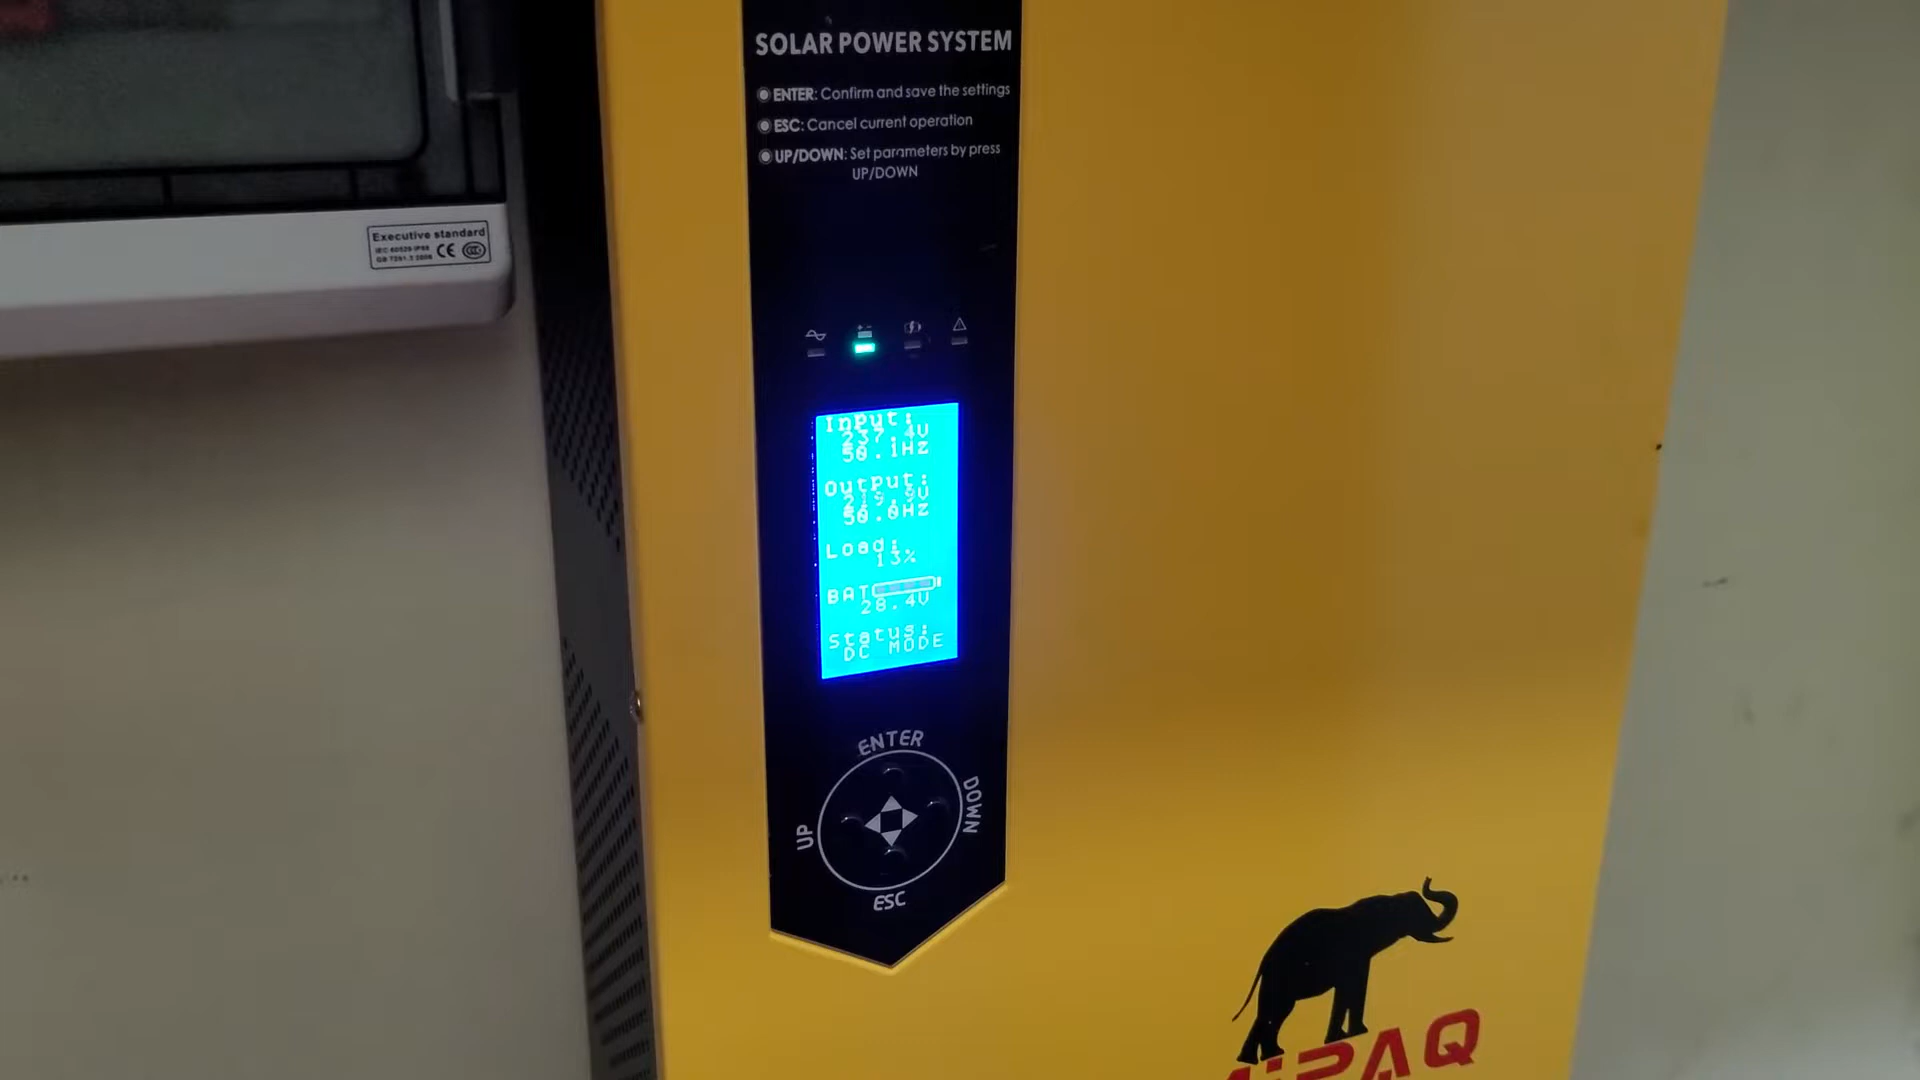 SOLAR POWER SYSTEM
ENTER: Confirm and save the settings
ESC: Cancel current operation
UP/DOWN: Set parameters by press
UP/DOWN
Executive standard
CE
Input:
237.4V
50.1Hz
Output:
219.9V
50.0Hz
Load:
13%
BAT
28.4V
Status:
DC MODE
ENTER
UP
DOWN
ESC